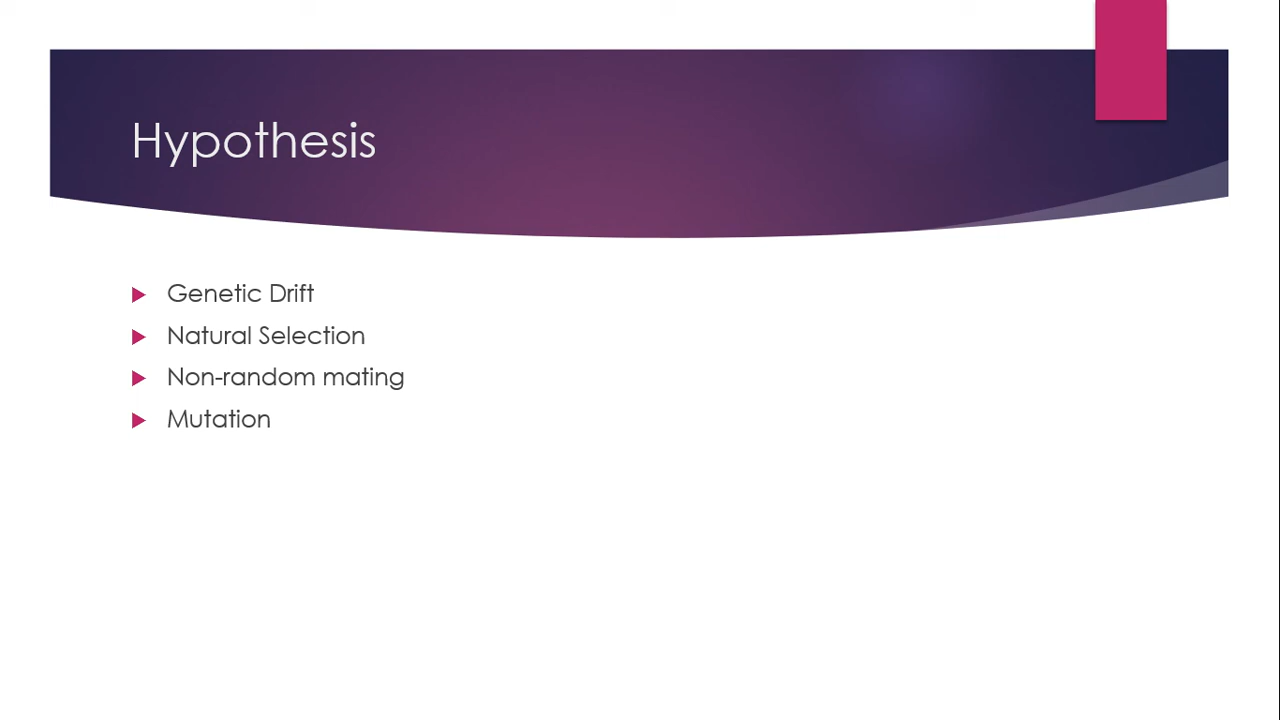 Hypothesis
Genetic Drift
Natural Selection
Non-random mating
Mutation